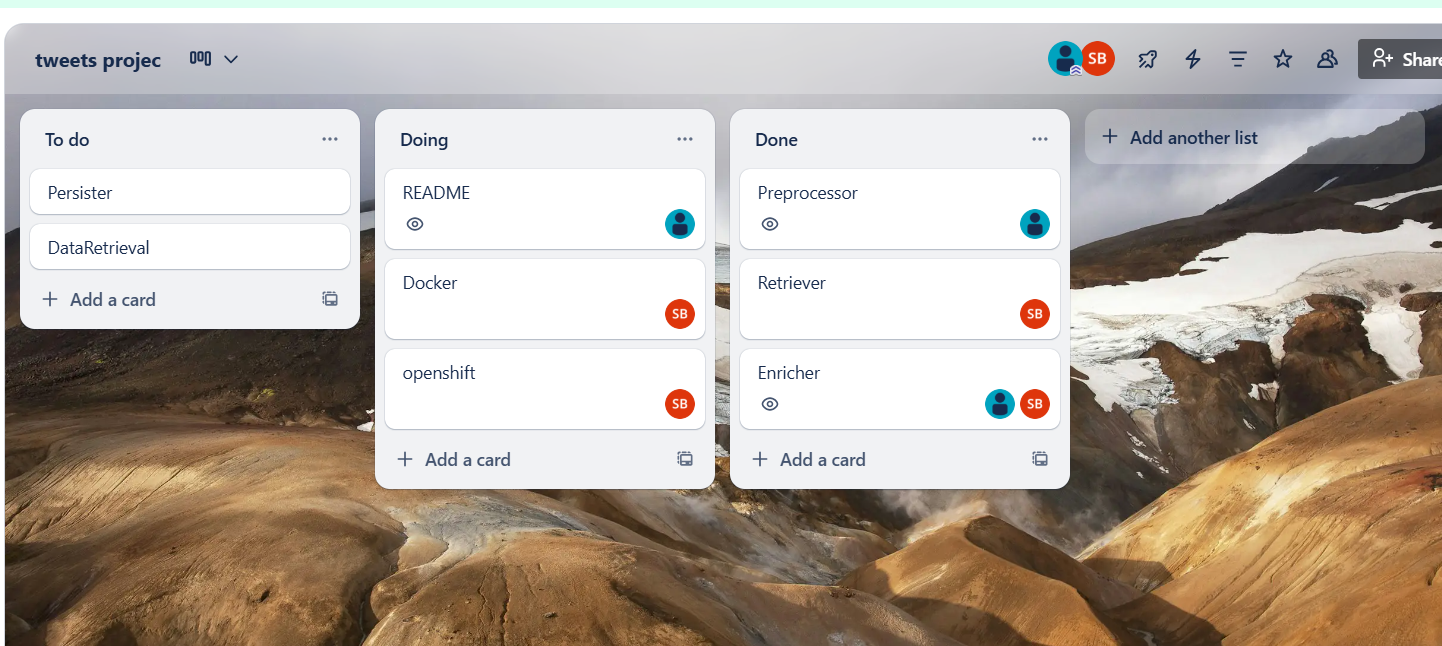 tweets projec
SB
Share
To do
Persister
DataRetrieval
Add a card
Doing
README
Docker
SB
openshift
SB
Add a card
Done
Preprocessor
Retriever
SB
Enricher
SB
Add a card
Add another list